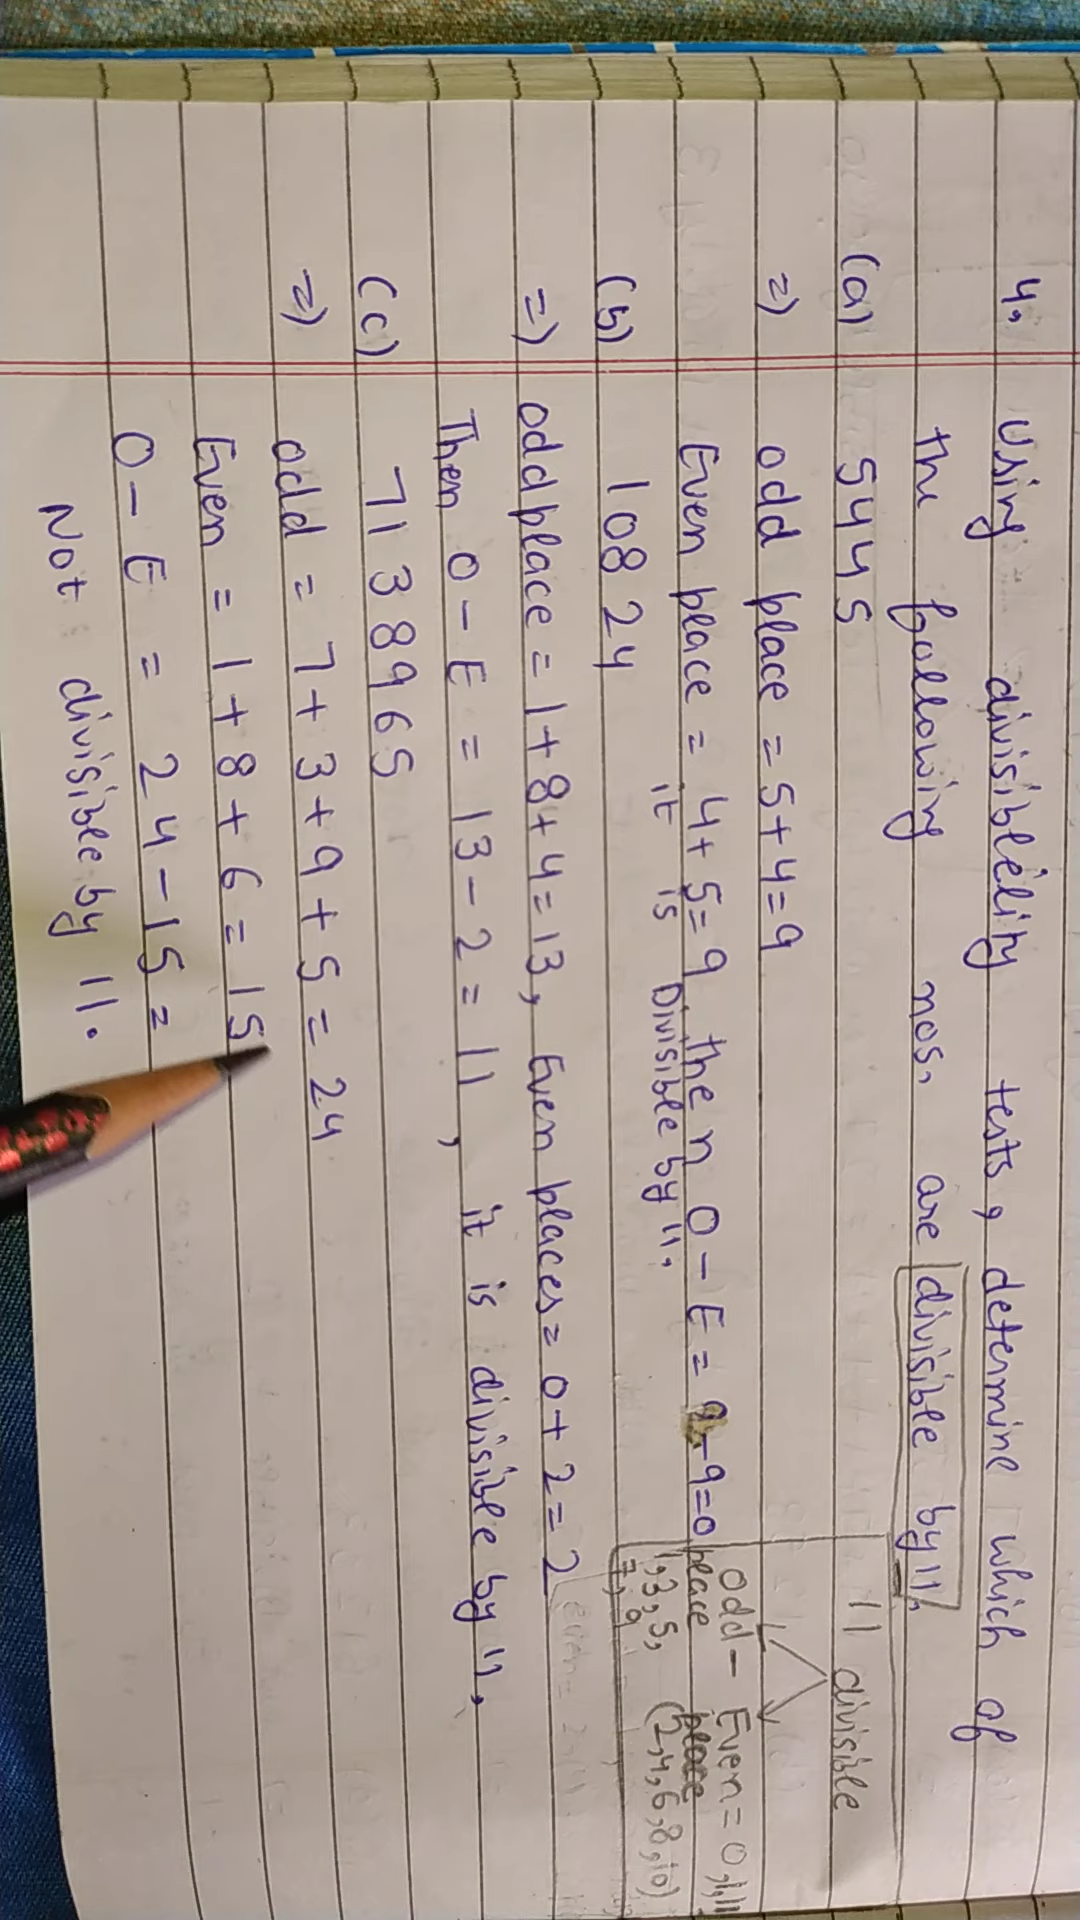 4. Using divisibility tests, determine which of
the following nos. are divisible by 11.
11 divisible
(a) 5445
=) odd place = 5+4=9
Odd - Even = 0, 11
place place
1,3,5, (2,4,6,8,10)
7,9
Even place = 4+5=9, then O-E = 9-9=0
it is Divisible by 11.
(b) 10824
=) odd place = 1+8+4=13, Even places = 0+2=2
Then O-E = 13-2 = 11, it is divisible by 11.
(c) 7138965
=) odd = 7+3+9+5 = 24
Even = 1+8+6=15
O-E = 24-15=
Not divisible by 11.